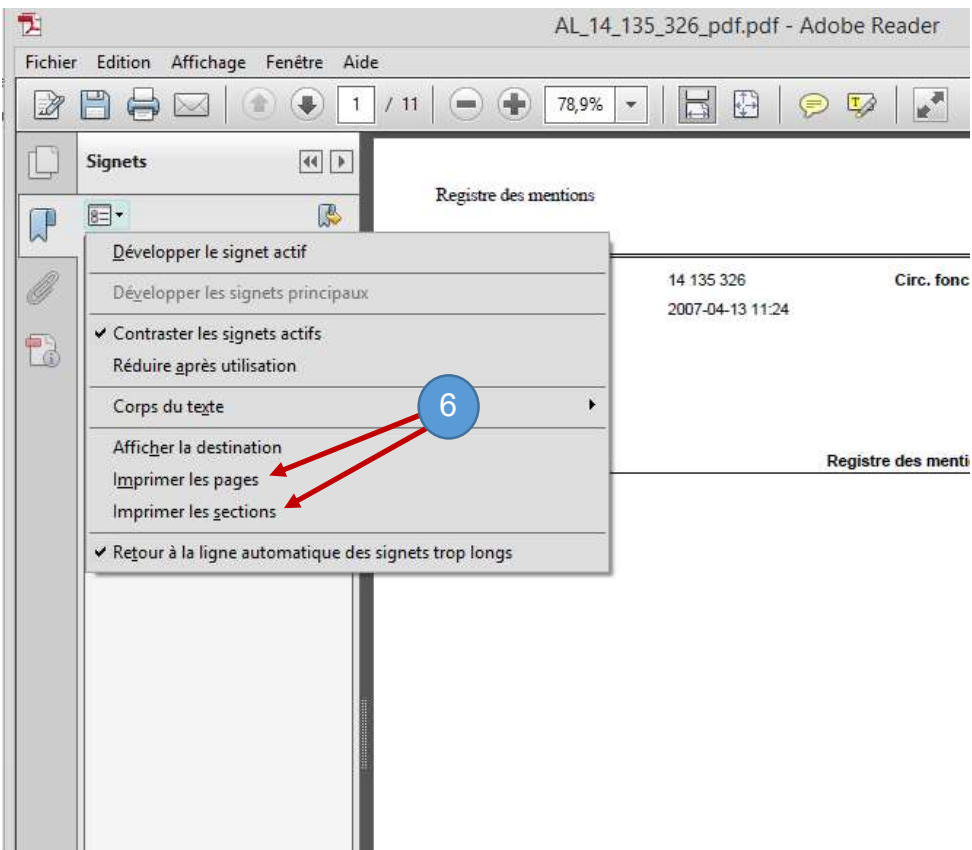 AL_14_135_326_pdf.pdf - Adobe Reader
Fichier Edition Affichage Fenêtre Aide
1 / 11 78,9%
Signets
Registre des mentions
Développer le signet actif
Développer les signets principaux
Contraster les signets actifs
Réduire après utilisation
Corps du texte
Afficher la destination
Imprimer les pages
Imprimer les sections
Retour à la ligne automatique des signets trop longs
6
14 135 326 Circ. fonc
2007-04-13 11:24
Registre des menti